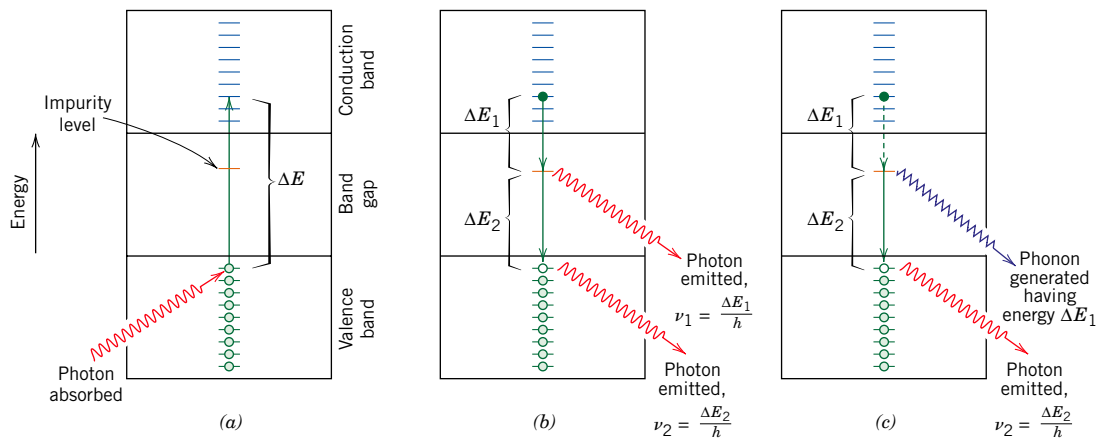 Energy
Impurity
level
ΔE
Conduction
band
Band
gap
Valence
band
Photon
absorbed
(a)
ΔE1
ΔE2
Photon
emitted,
ν1 = ΔE1/h
Photon
emitted,
ν2 = ΔE2/h
(b)
ΔE1
ΔE2
Phonon
generated
having
energy ΔE1
Photon
emitted,
ν2 = ΔE2/h
(c)